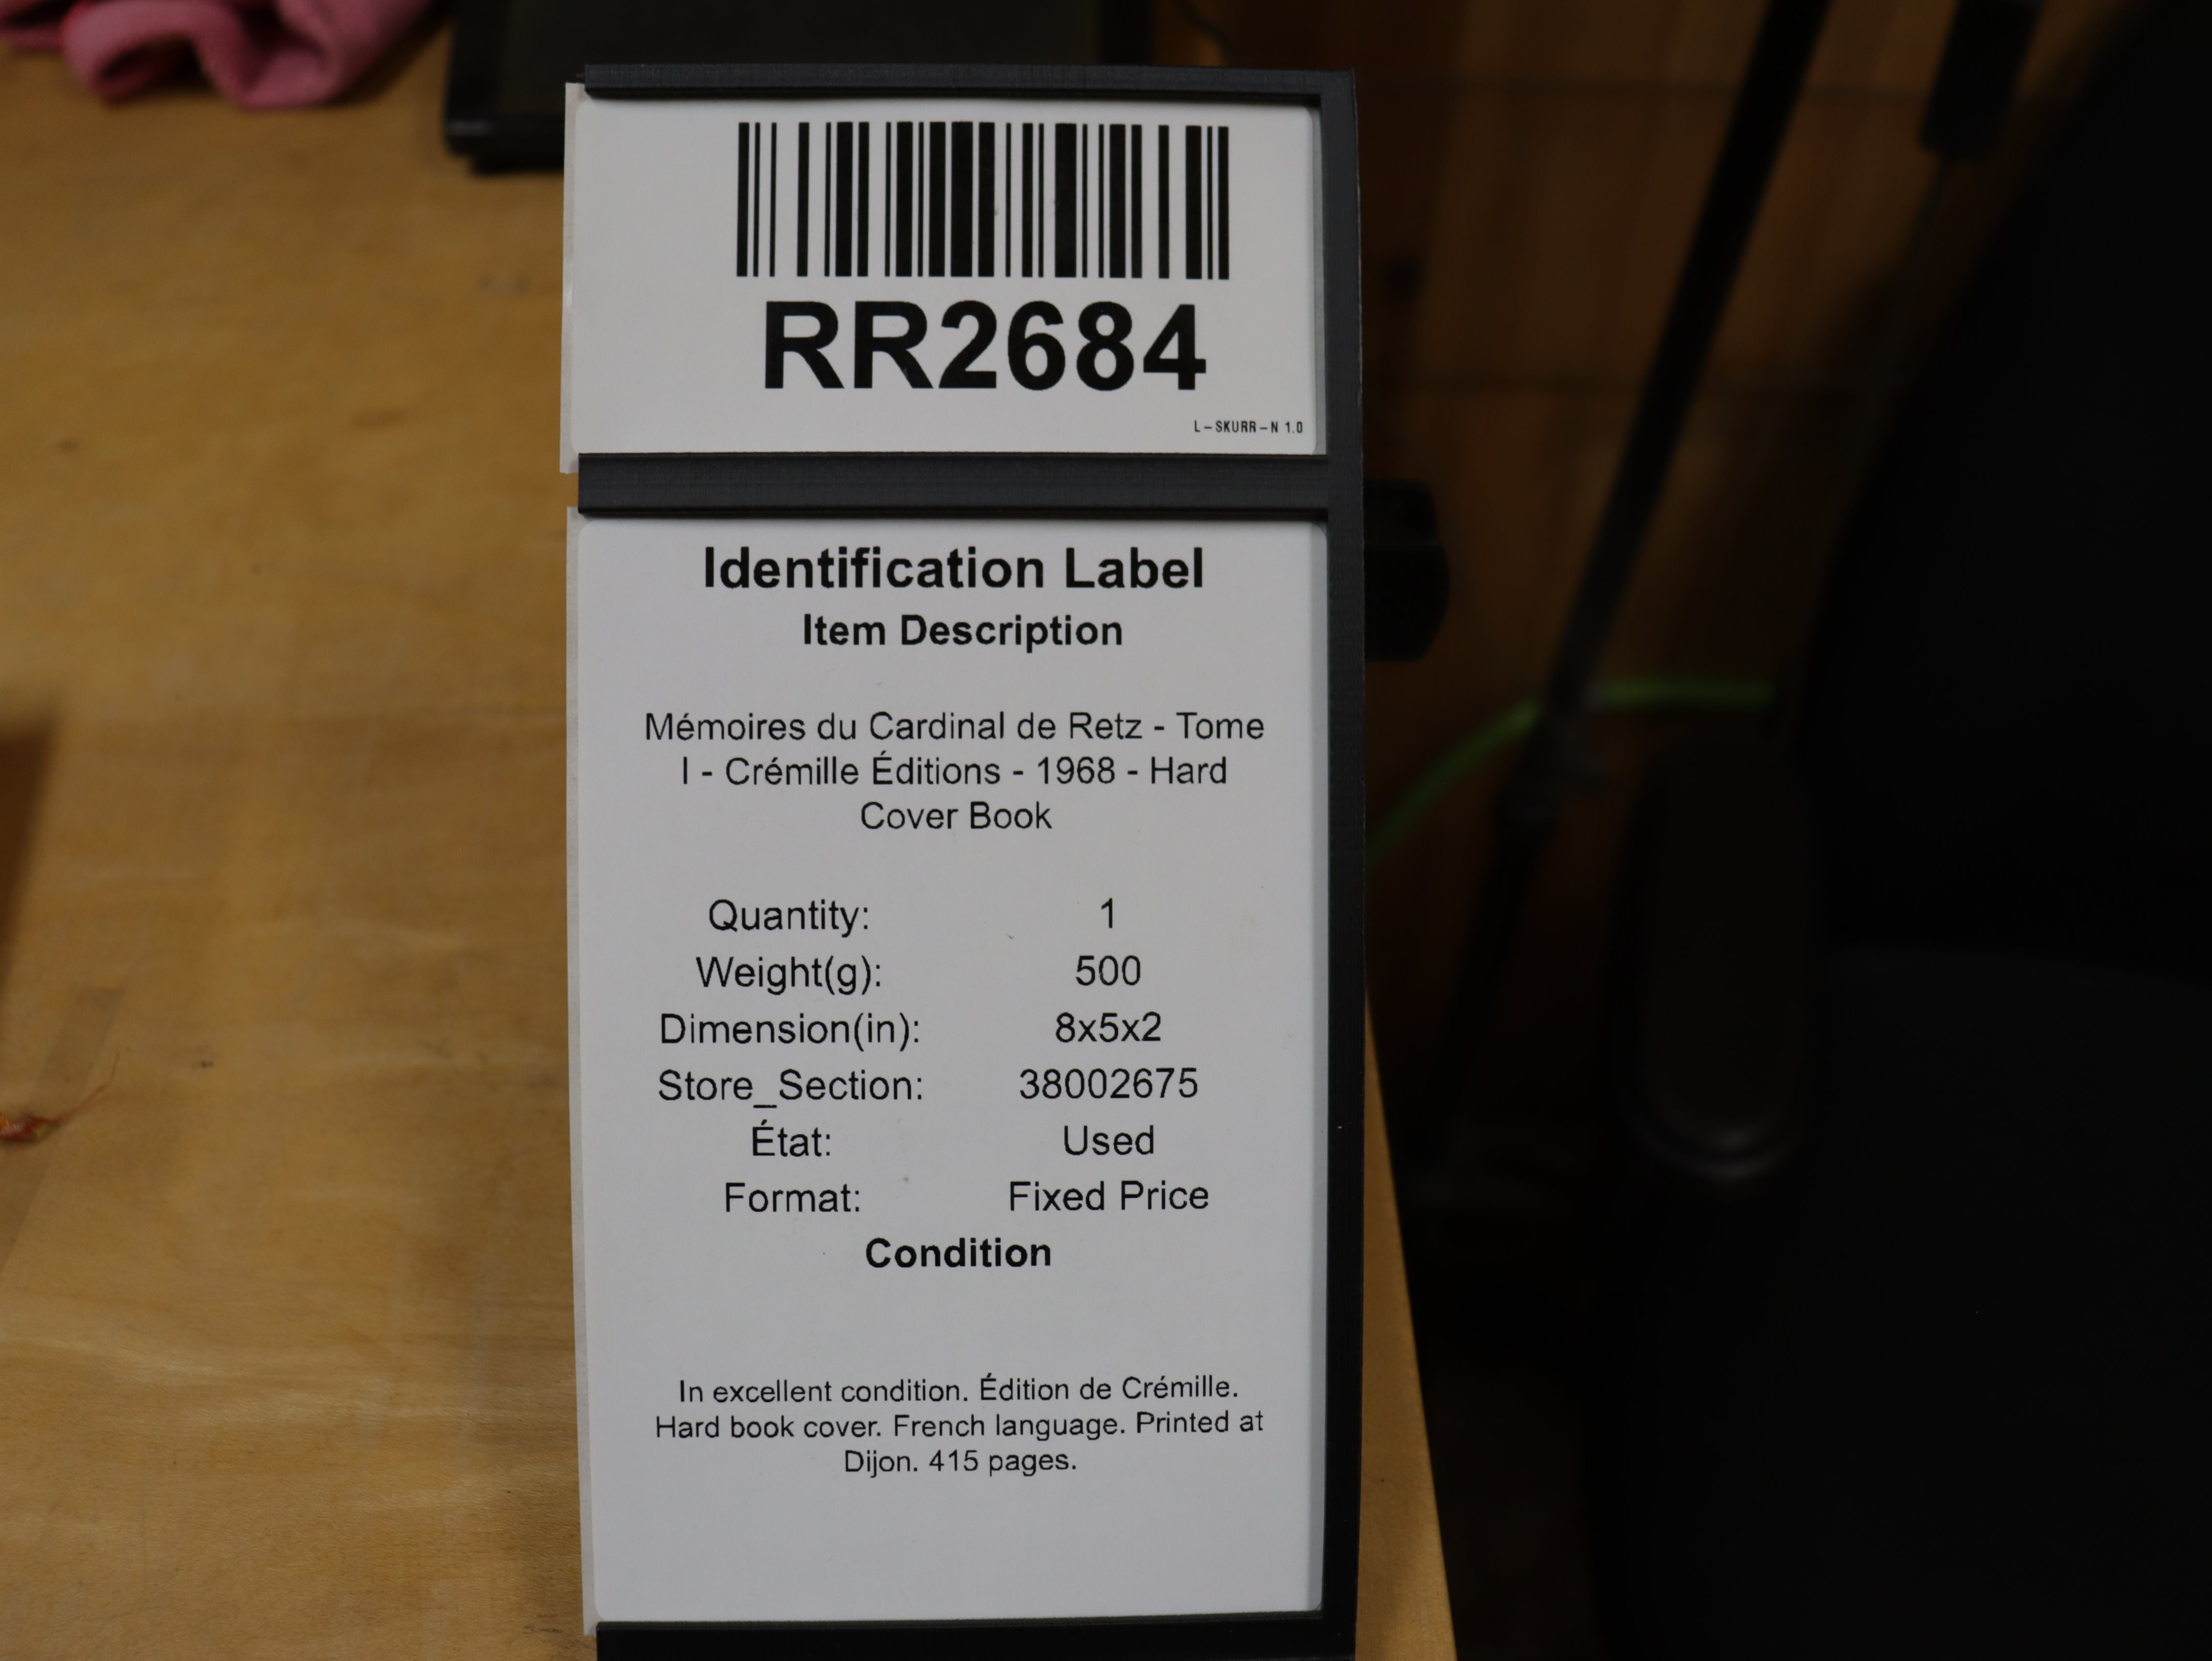 RR2684
L-SKURR-N 1.0
Identification Label
Item Description
Mémoires du Cardinal de Retz - Tome
I - Crémille Éditions - 1968 - Hard
Cover Book
Quantity: 1
Weight(g): 500
Dimension(in): 8x5x2
Store_Section: 38002675
État: Used
Format: Fixed Price
Condition
In excellent condition. Édition de Crémille.
Hard book cover. French language. Printed at
Dijon. 415 pages.